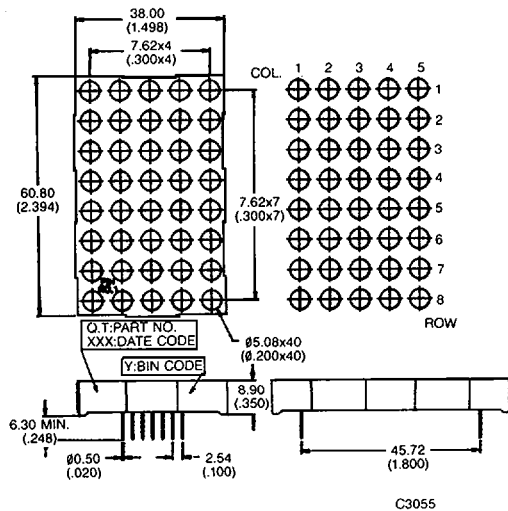 38.00
(1.498)
7.62x4
(.300x4)
COL. 1 2 3 4 5
1
2
3
4
5
6
7
8
ROW
60.80
(2.394)
7.62x7
(.300x7)
Q.T:PART NO.
XXX:DATE CODE
Y:BIN CODE
Ø5.08x40
(Ø.200x40)
8.90
(.350)
6.30 MIN.
(.248)
Ø0.50
(.020)
2.54
(.100)
45.72
(1.800)
C3055